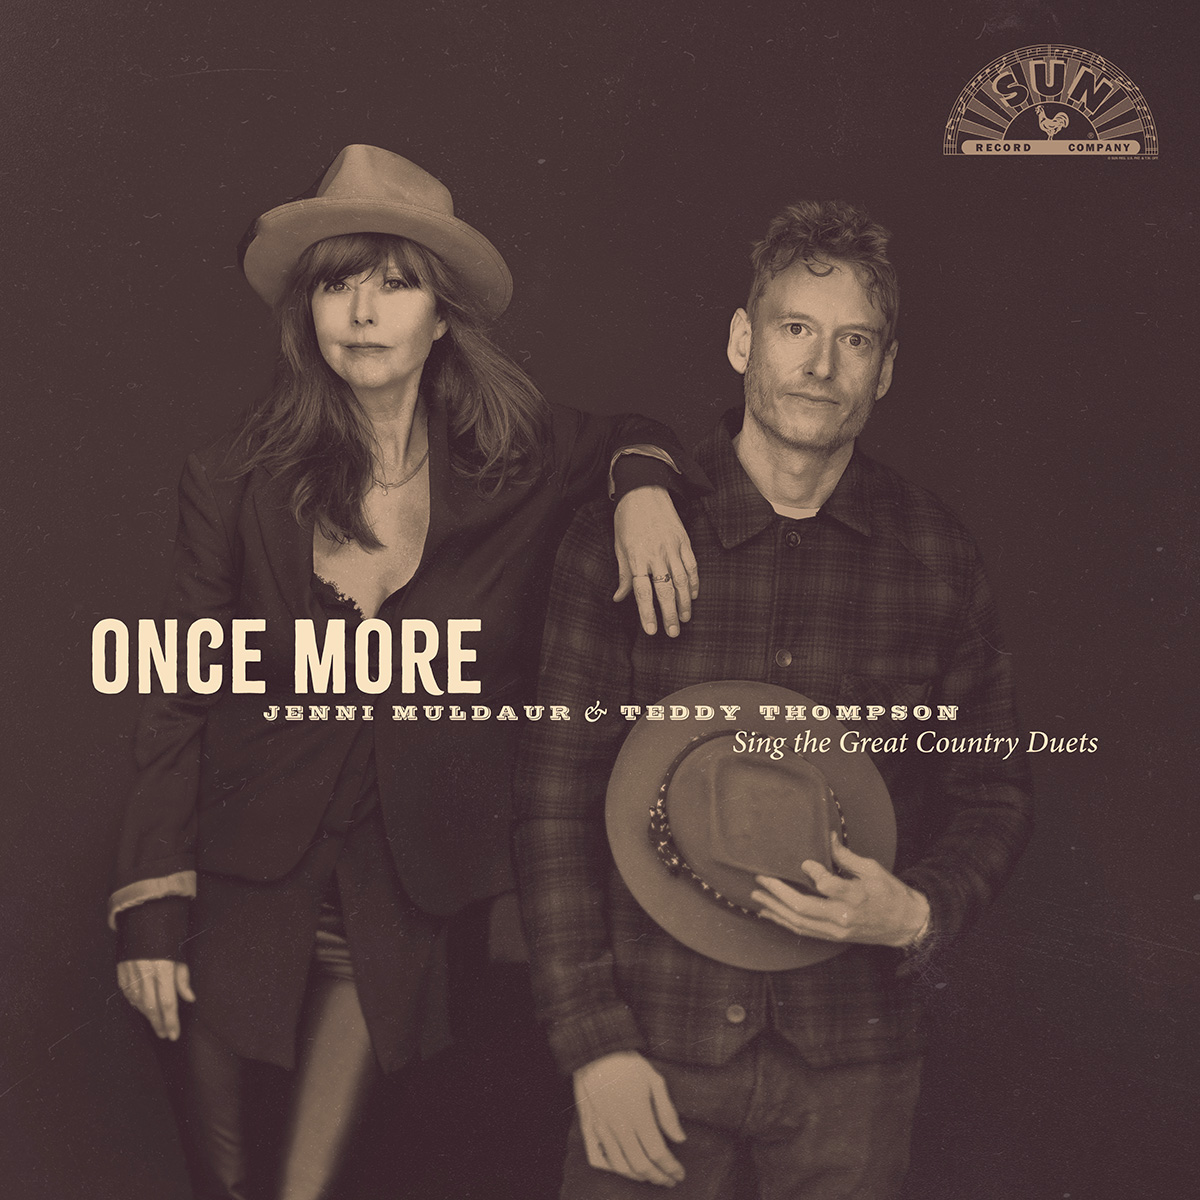 SUN
RECORD COMPANY
ONCE MORE
JENNI MULDAUR & TEDDY THOMPSON
Sing the Great Country Duets